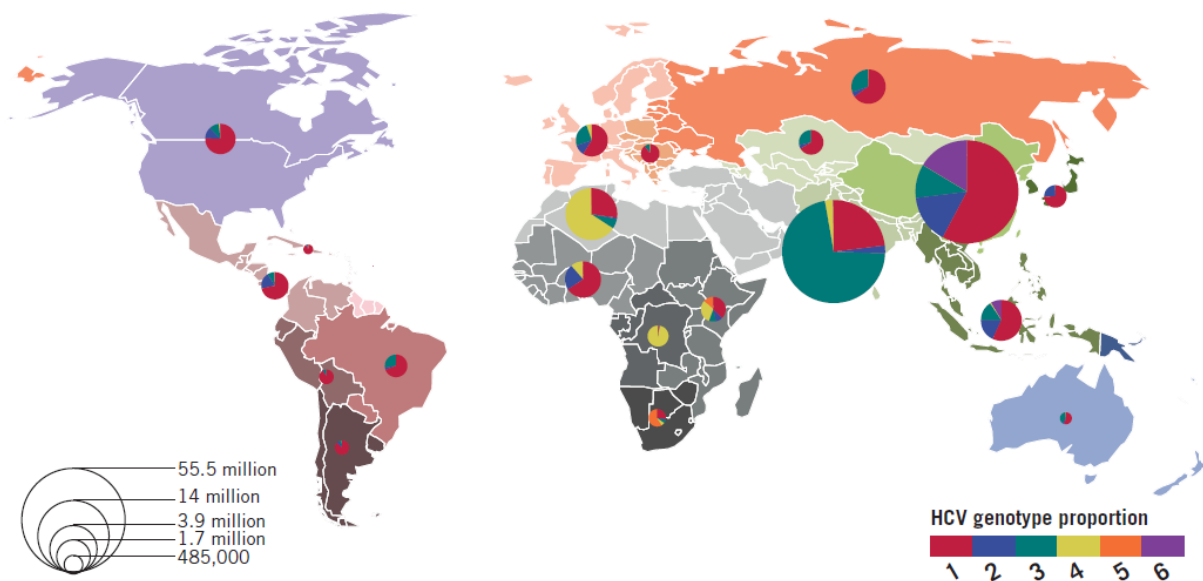 55.5 million
14 million
3.9 million
1.7 million
485,000
HCV genotype proportion
1 2 3 4 5 6